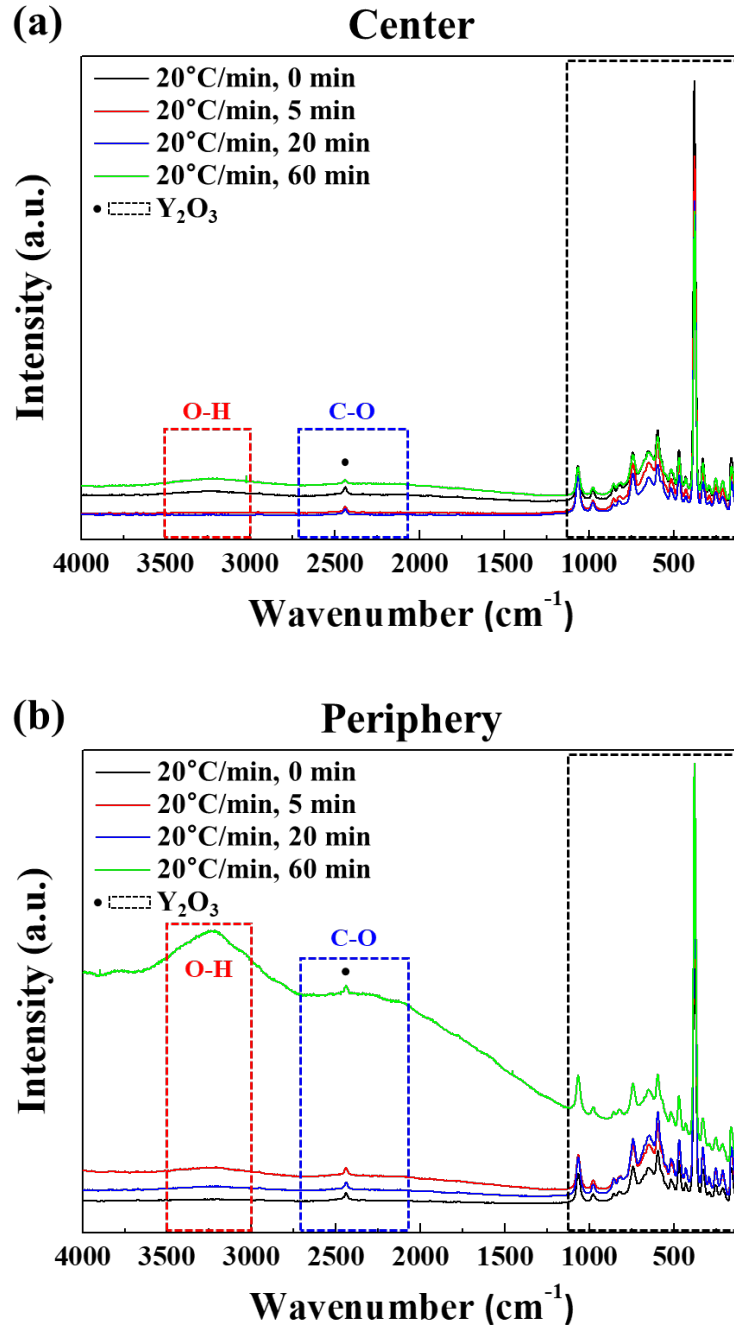 (a)
Center
20°C/min, 0 min
20°C/min, 5 min
20°C/min, 20 min
20°C/min, 60 min
• Y₂O₃
O-H
C-O
Intensity (a.u.)
4000 3500 3000 2500 2000 1500 1000 500
Wavenumber (cm⁻¹)
(b)
Periphery
20°C/min, 0 min
20°C/min, 5 min
20°C/min, 20 min
20°C/min, 60 min
• Y₂O₃
C-O
O-H
Intensity (a.u.)
4000 3500 3000 2500 2000 1500 1000 500
Wavenumber (cm⁻¹)